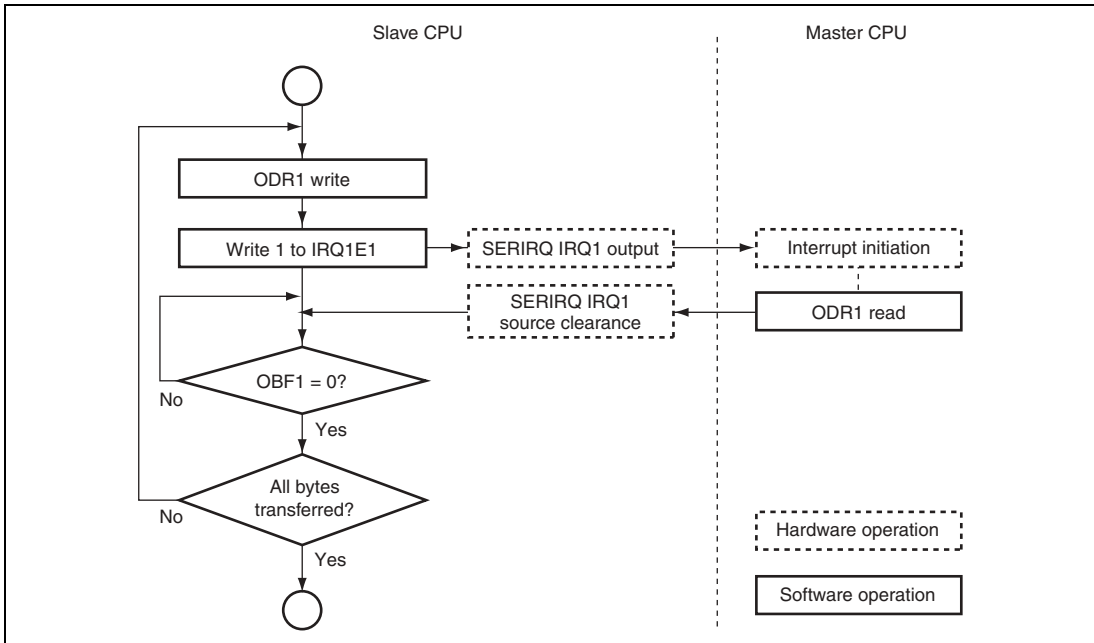 Slave CPU
Master CPU
ODR1 write
Write 1 to IRQ1E1
SERIRQ IRQ1 output
Interrupt initiation
SERIRQ IRQ1
source clearance
ODR1 read
OBF1 = 0?
No
Yes
All bytes
transferred?
No
Yes
Hardware operation
Software operation